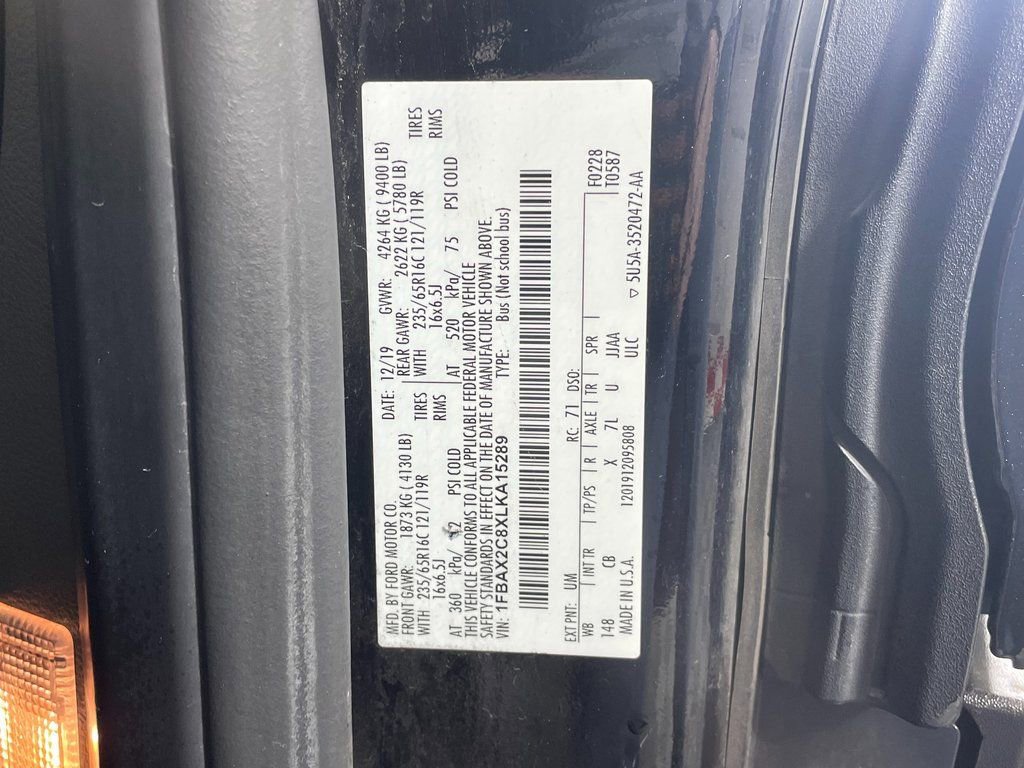 MFD. BY FORD MOTOR CO.
DATE: 12/19 GVWR: 4264 KG ( 9400 LB)
FRONT GAWR: 1873 KG ( 4130 LB) REAR GAWR: 2622 KG ( 5780 LB)
WITH 235/65R16C 121/119R TIRES WITH 235/65R16C 121/119R TIRES
16x6.5J RIMS 16x6.5J RIMS
AT 360 kPa/ PSI COLD AT 520 kPa/ 75 PSI COLD
THIS VEHICLE CONFORMS TO ALL APPLICABLE FEDERAL MOTOR VEHICLE
SAFETY STANDARDS IN EFFECT ON THE DATE OF MANUFACTURE SHOWN ABOVE.
VIN: 1FBAX2C8XLKA15289 TYPE: Bus (Not school bus)
EXT PNT: UM RC: 71 DSO:
WB INT TR TP/PS R AXLE TR SPR F0228
148 CB X 7L U JJAA T0587
MADE IN U.S.A. 1201912095808 ULC ▽ 5U5A-3520472-AA